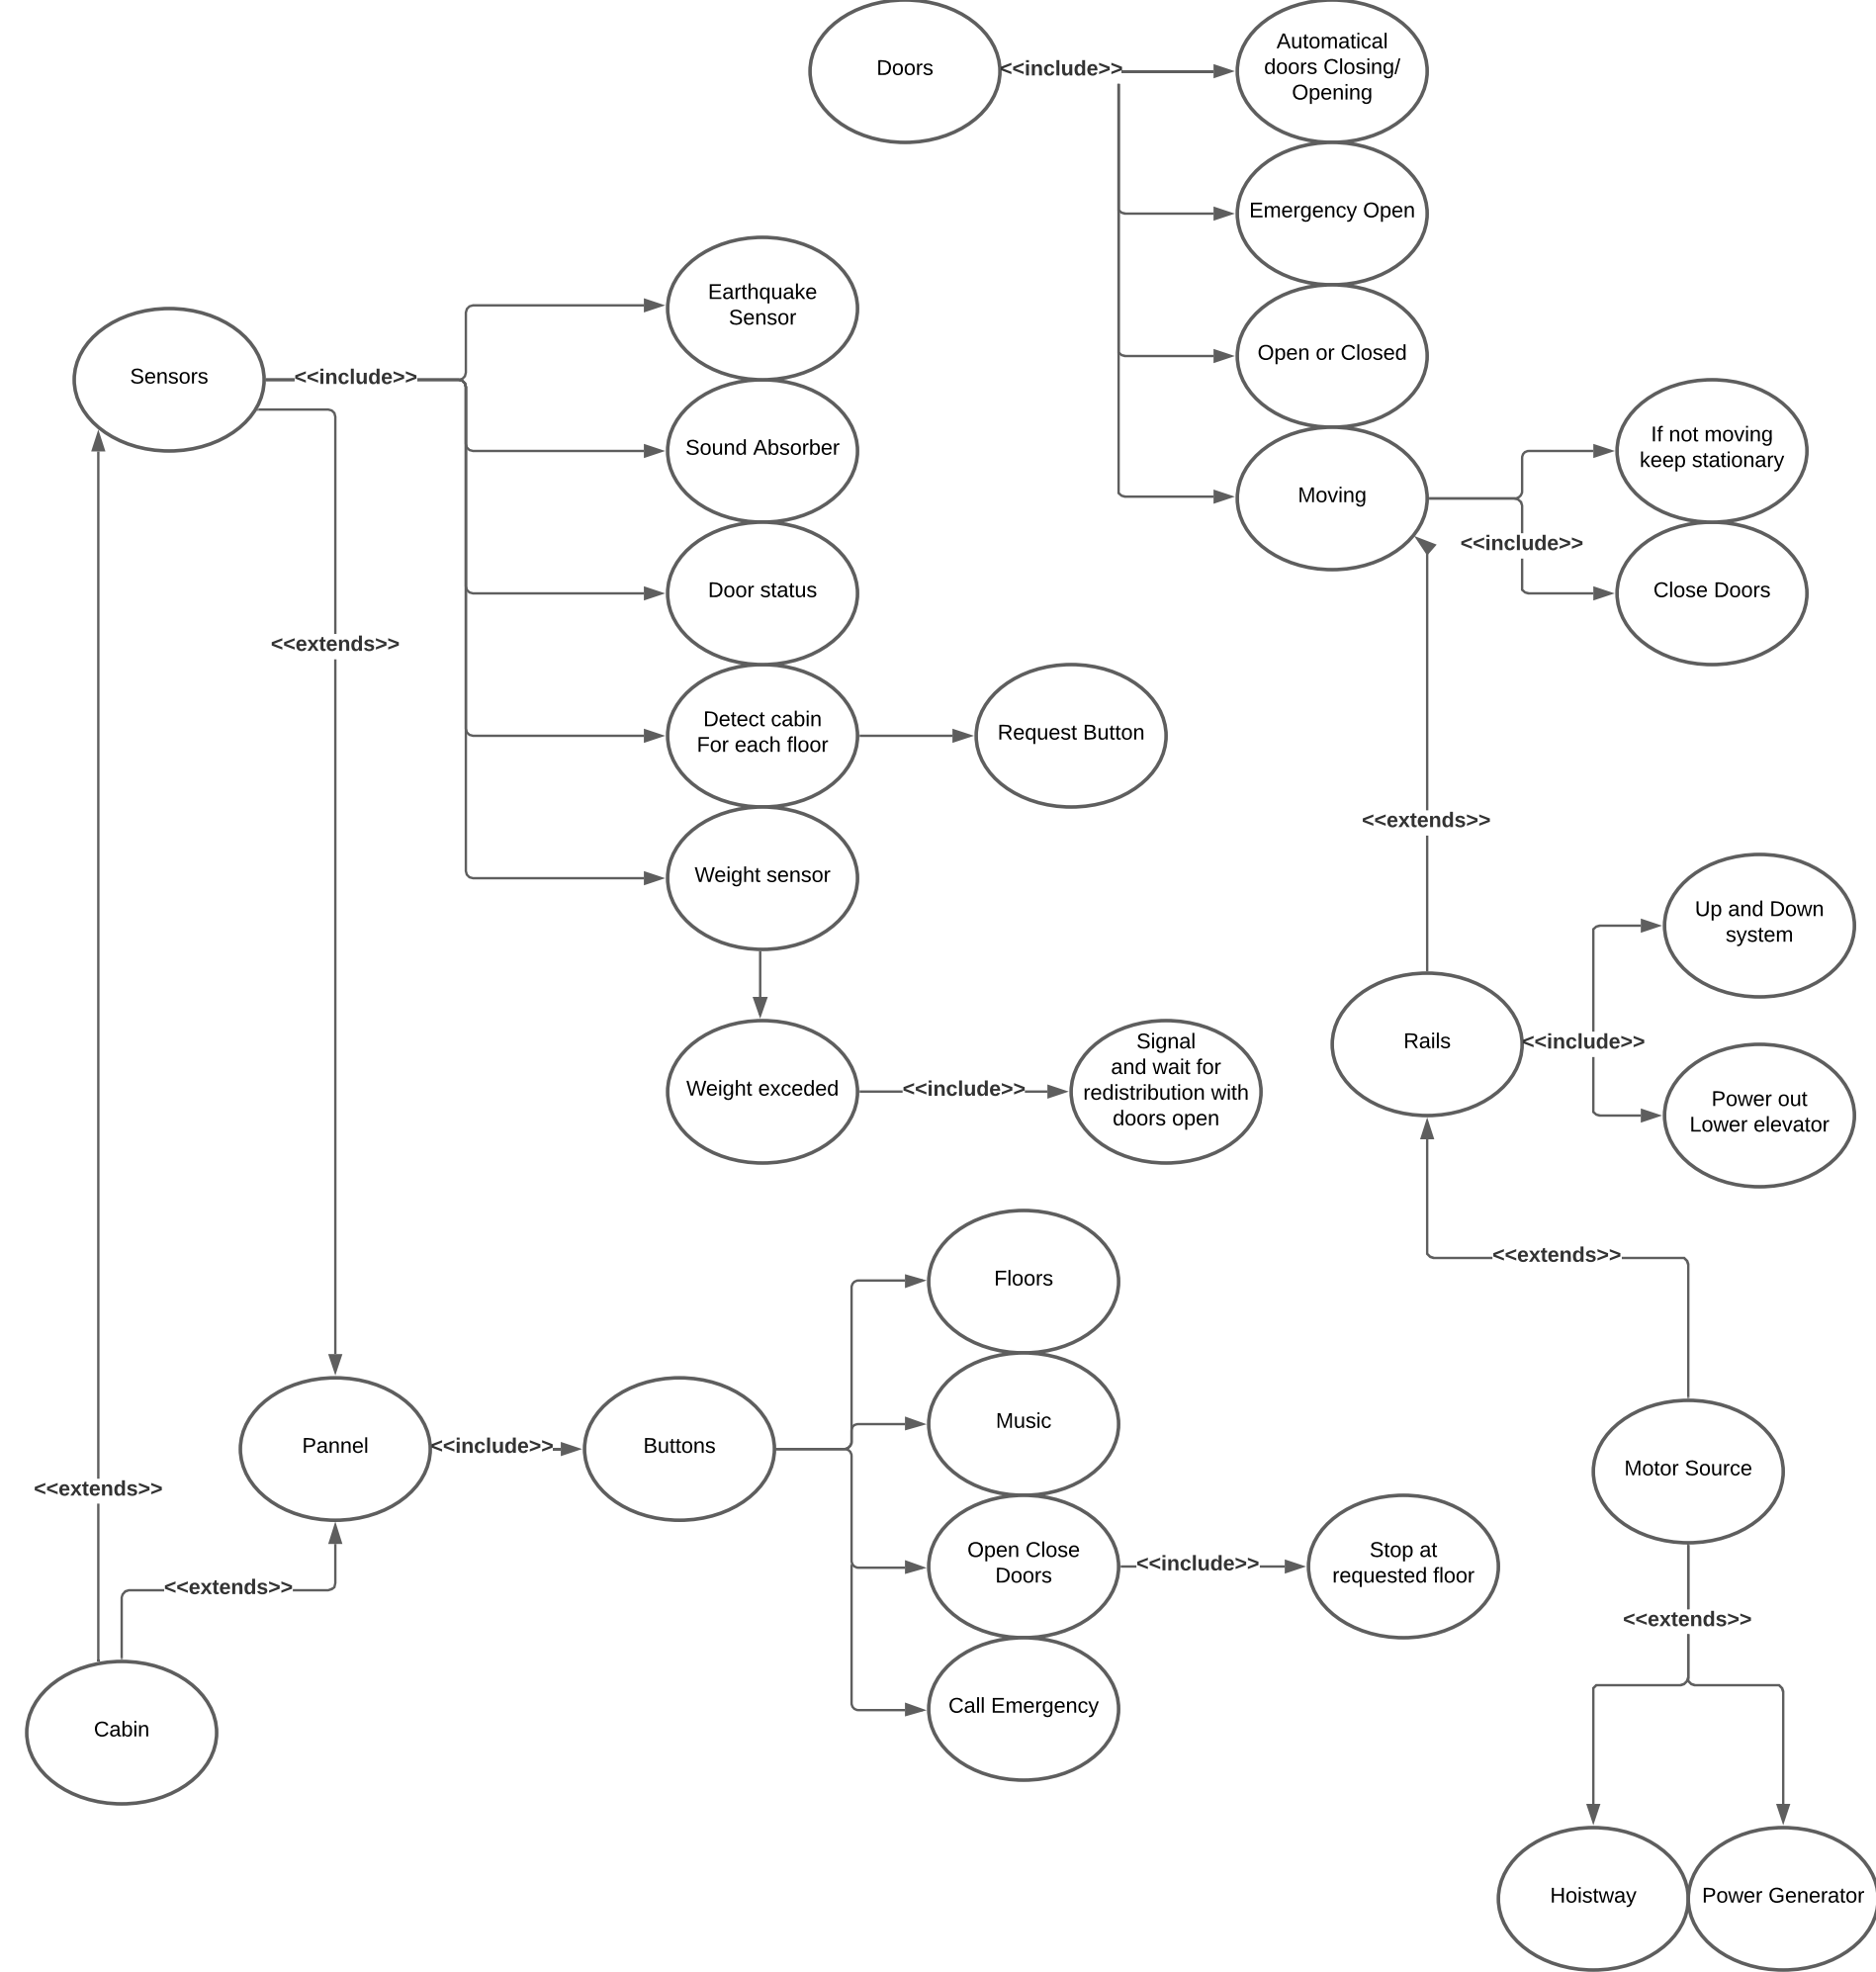 Doors
<<include>>
Automatical
doors Closing/
Opening
Emergency Open
Open or Closed
Moving
<<include>>
If not moving
keep stationary
Close Doors
Sensors
<<include>>
<<extends>>
Earthquake
Sensor
Sound Absorber
Door status
Detect cabin
For each floor
Request Button
Weight sensor
Weight exceded
<<include>>
Signal
and wait for
redistribution with
doors open
<<extends>>
Rails
<<include>>
Up and Down
system
Power out
Lower elevator
<<extends>>
Motor Source
<<extends>>
Hoistway
Power Generator
Pannel
<<include>>
Buttons
Floors
Music
Open Close
Doors
<<include>>
Stop at
requested floor
Call Emergency
<<extends>>
<<extends>>
Cabin